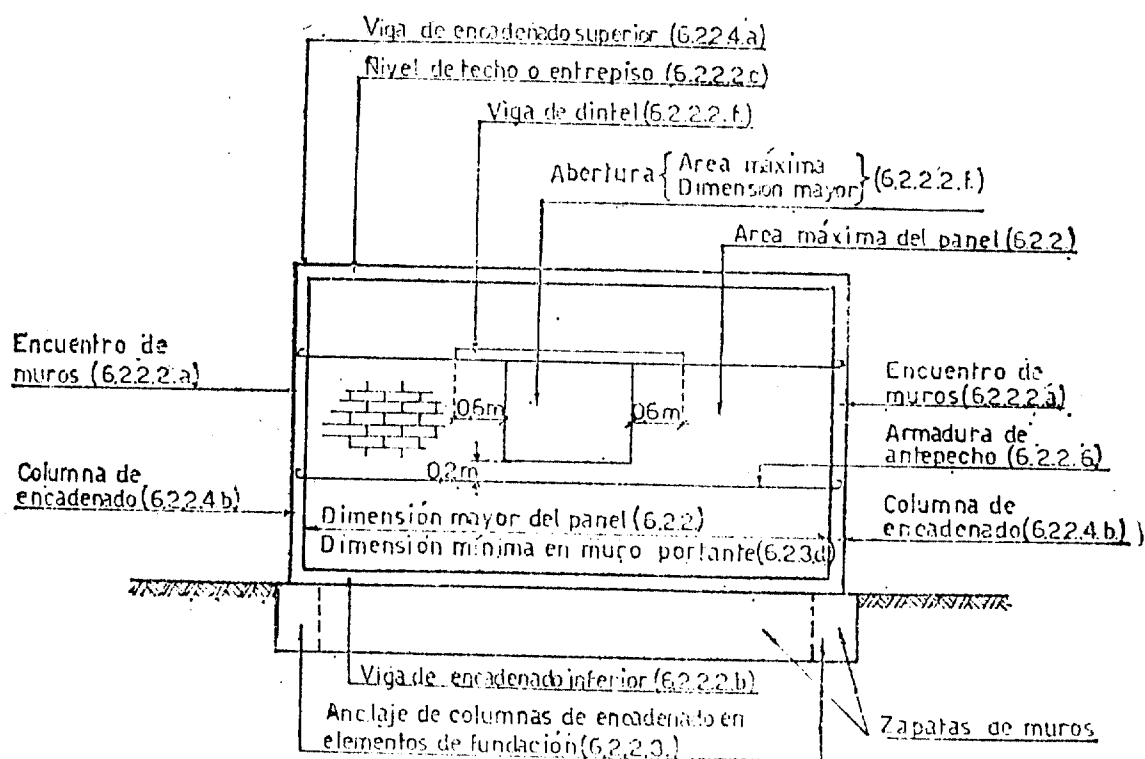 Viga de encadenado superior (6.2.2.4.a)
Nivel de techo o entrepiso (6.2.2.2.c)
Viga de dintel (6.2.2.2.f.)
Abertura { Area máxima
Dimension mayor } (6.2.2.2.f.)
Area máxima del panel (6.2.2.)
Encuentro de
muros (6.2.2.2.a)
0.6m
0.6m
Encuentro de
muros (6.2.2.2.a)
Armadura de
antepecho (6.2.2.6)
0.2m
Columna de
encadenado (6.2.2.4.b)
Dimensión mayor del panel (6.2.2.)
Dimensión mínima en muro portante (6.2.3.d)
Columna de
encadenado (6.2.2.4.b) )
Viga de encadenado inferior (6.2.2.2.b)
Anclaje de columnas de encadenado en
elementos de fundación (6.2.2.3.)
Zapatas de muros